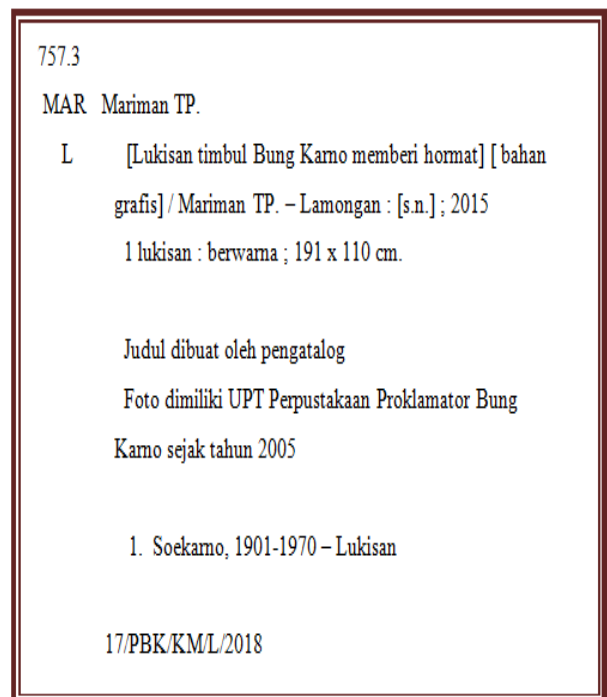 757.3
MAR Mariman TP.
L [Lukisan timbul Bung Karno memberi hormat] [ bahan
grafis] / Mariman TP. – Lamongan : [s.n.] ; 2015
1 lukisan : berwarna ; 191 x 110 cm.
Judul dibuat oleh pengatalog
Foto dimiliki UPT Perpustakaan Proklamator Bung
Karno sejak tahun 2005
1. Soekarno, 1901-1970 – Lukisan
17/PBK/KM/L/2018